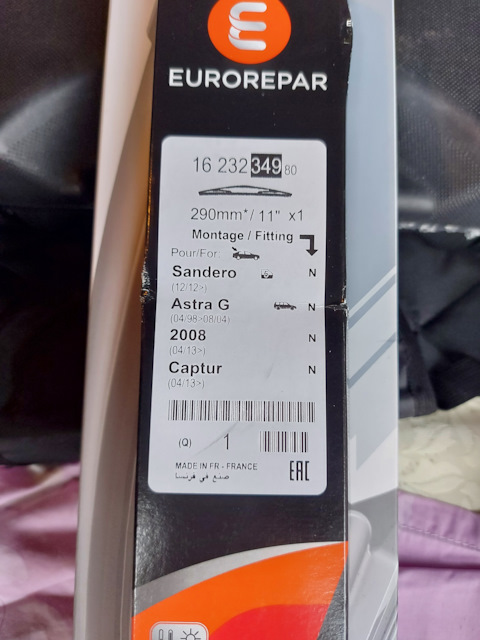 EUROREPAR
16 232 349 80
290mm*/ 11" x1
Montage / Fitting
Pour/For:
Sandero N
(12/12>)
Astra G N
(04/98>08/04)
2008 N
(04/13>)
Captur N
(04/13>)
(Q) 1
MADE IN FR - FRANCE
صنع في فرنسا
EAC